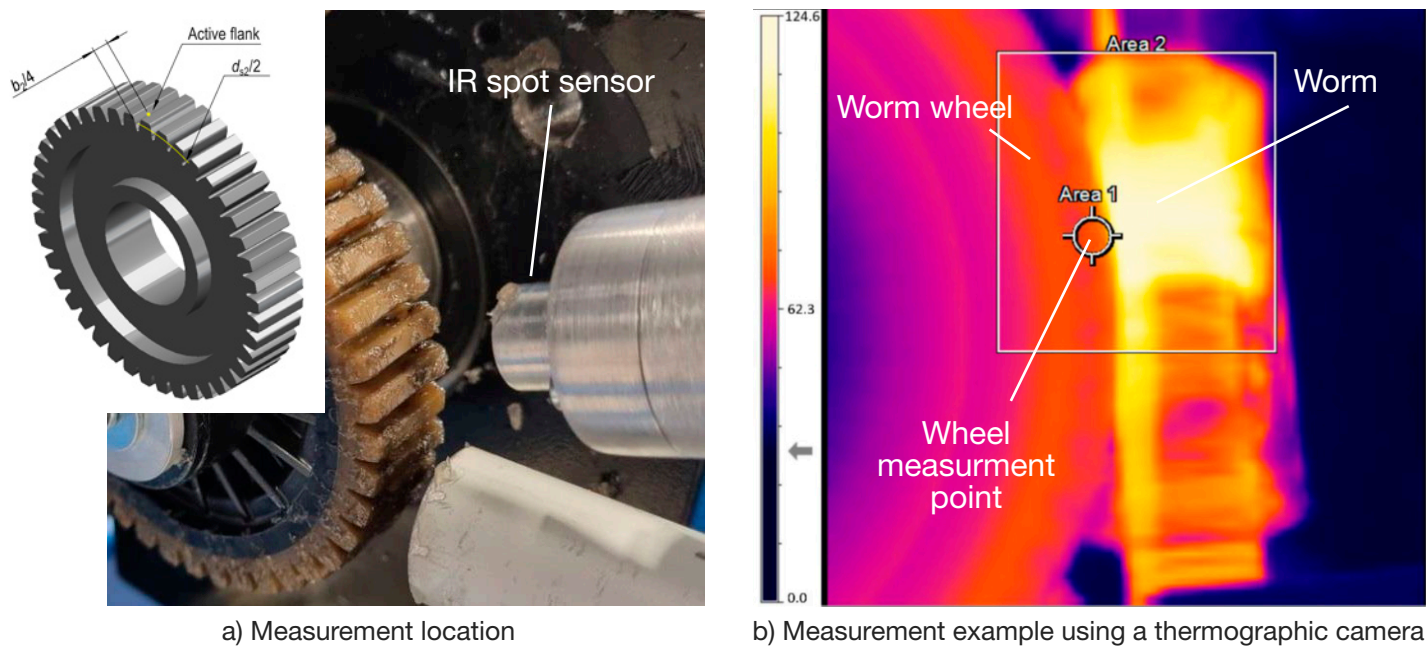 Active flank
b₂/4
dₛ₂/2
IR spot sensor
a) Measurement location
124.6
62.3
0.0
Area 2
Worm wheel
Worm
Area 1
Wheel
measurment
point
b) Measurement example using a thermographic camera